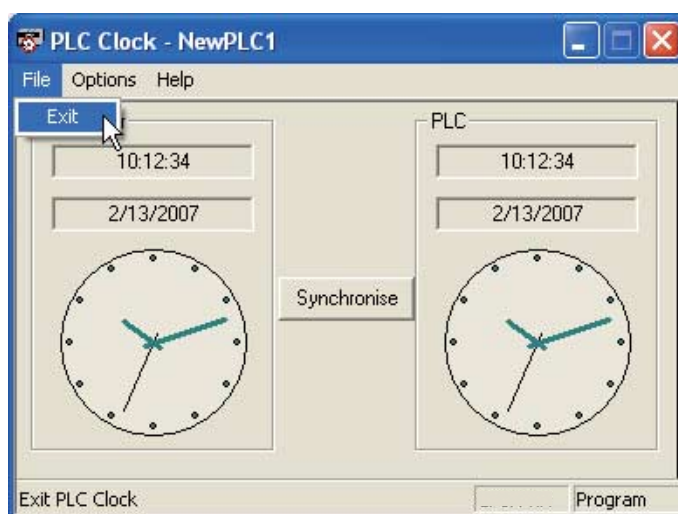 PLC Clock - NewPLC1
File Options Help
Exit
PLC
10:12:34
10:12:34
2/13/2007
2/13/2007
Synchronise
Exit PLC Clock
Program